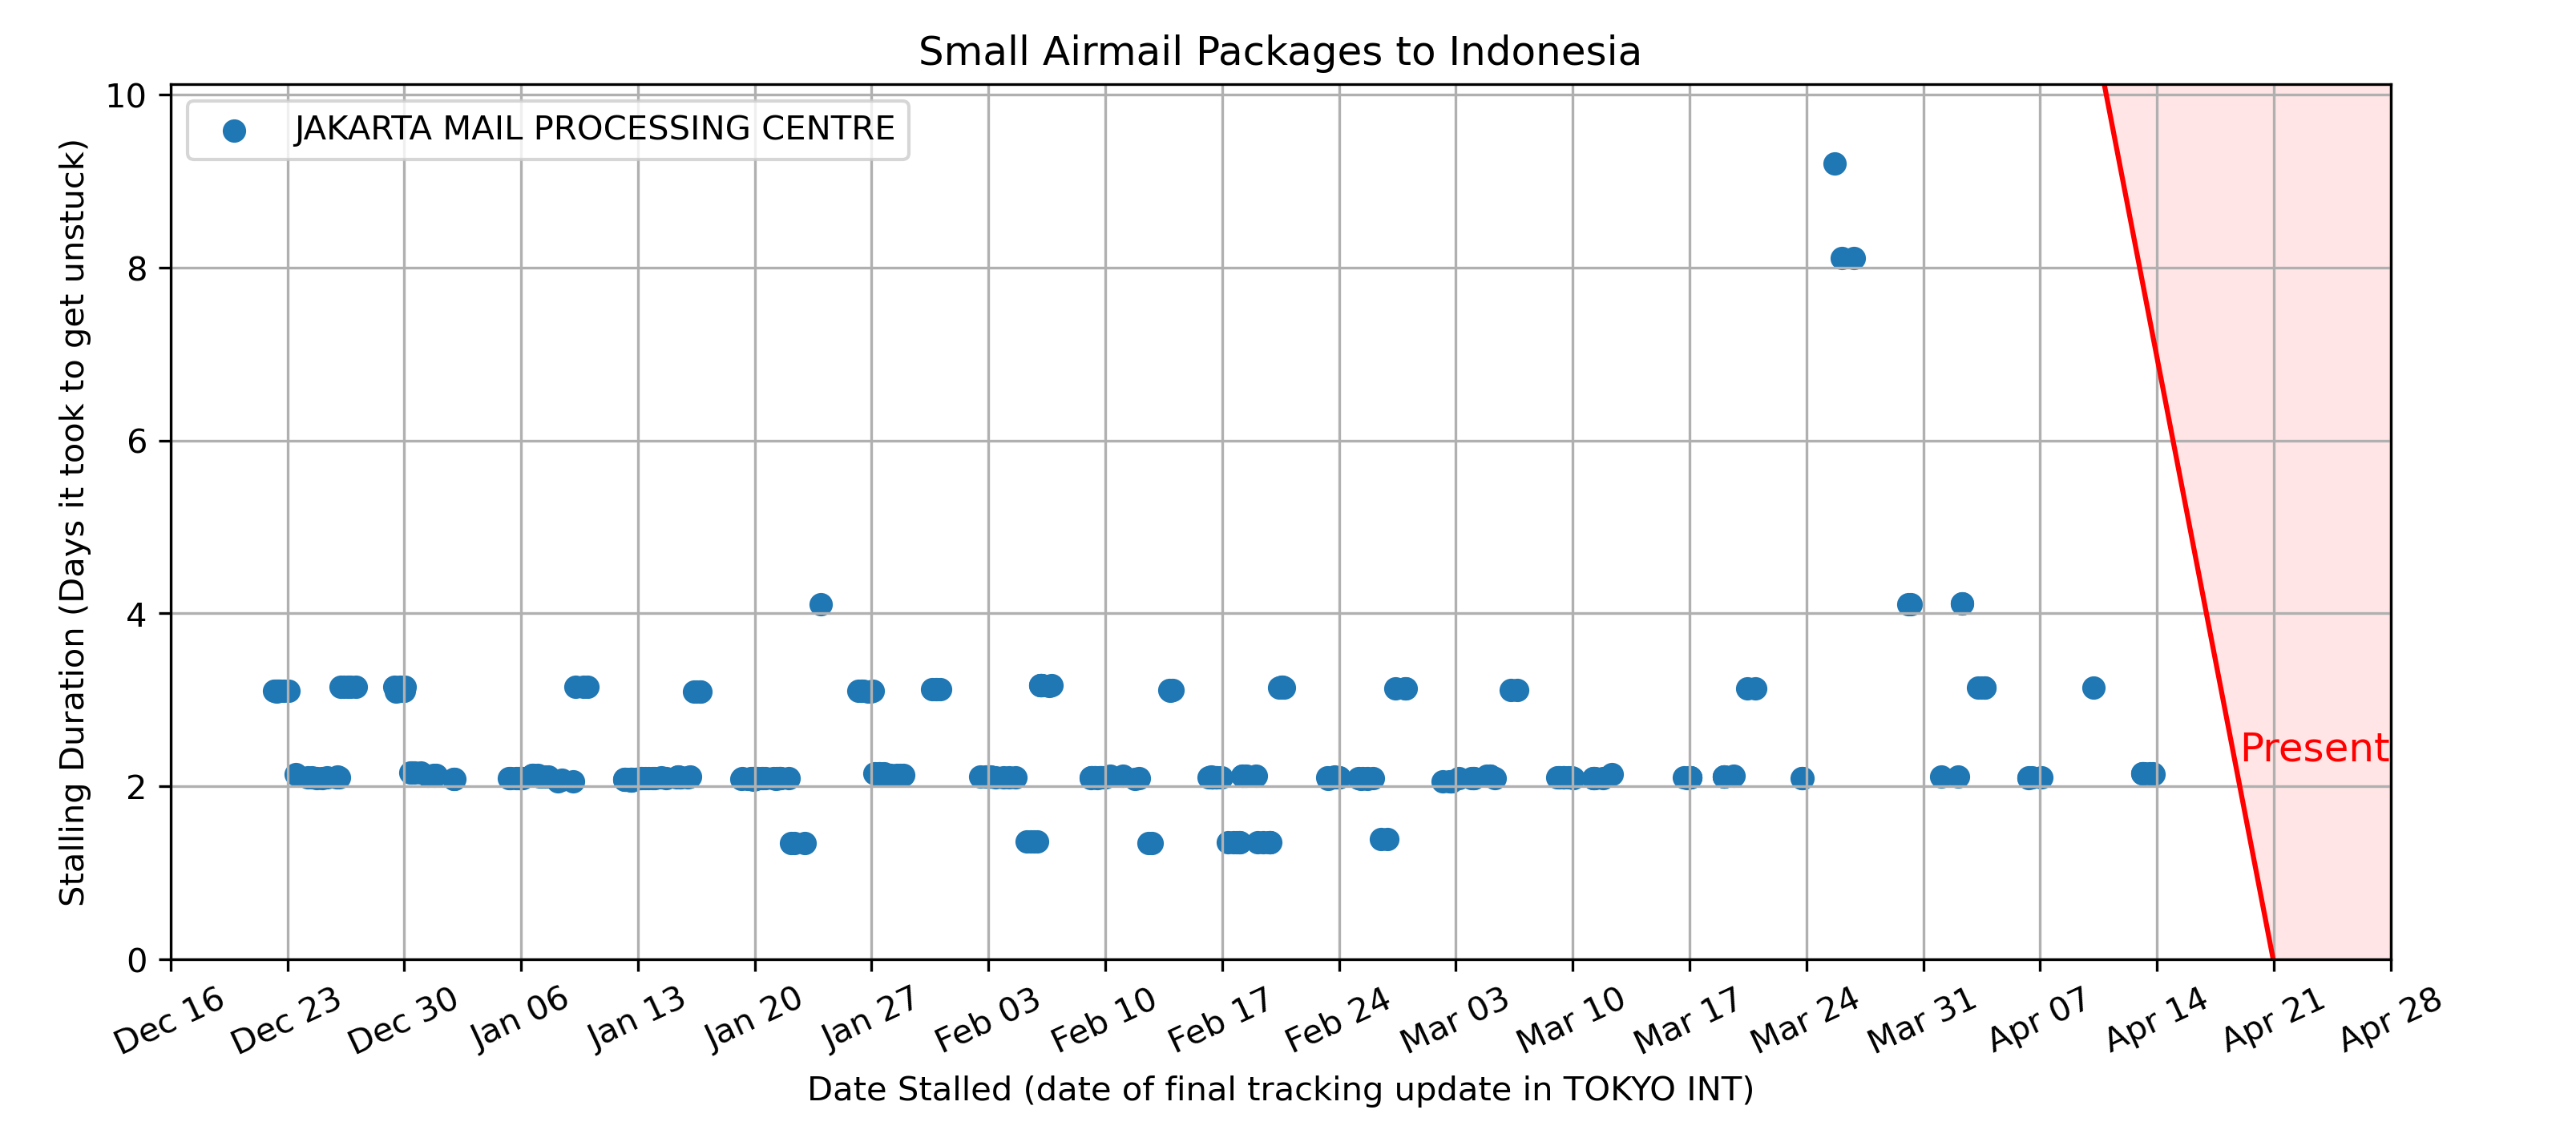 Small Airmail Packages to Indonesia
JAKARTA MAIL PROCESSING CENTRE
Stalling Duration (Days it took to get unstuck)
10
8
6
4
2
0
Present
Dec 16
Dec 23
Dec 30
Jan 06
Jan 13
Jan 20
Jan 27
Feb 03
Feb 10
Feb 17
Feb 24
Mar 03
Mar 10
Mar 17
Mar 24
Mar 31
Apr 07
Apr 14
Apr 21
Apr 28
Date Stalled (date of final tracking update in TOKYO INT)